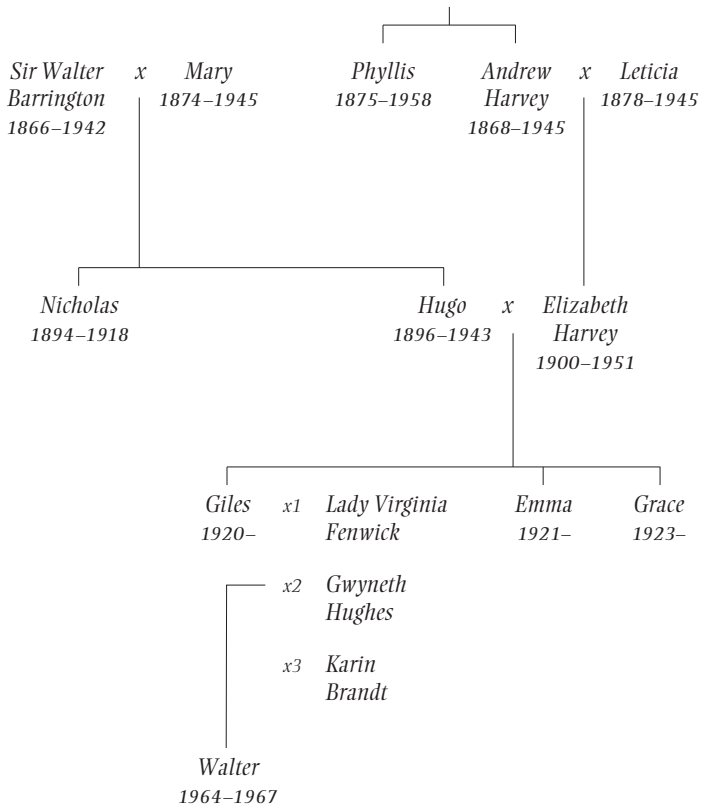 Sir Walter x Mary Phyllis Andrew x Leticia
Barrington 1874–1945 1875–1958 Harvey 1878–1945
1866–1942 1868–1945
Nicholas Hugo x Elizabeth
1894–1918 1896–1943 Harvey
1900–1951
Giles x1 Lady Virginia Emma Grace
1920– Fenwick 1921– 1923–
x2 Gwyneth
Hughes
x3 Karin
Brandt
Walter
1964–1967